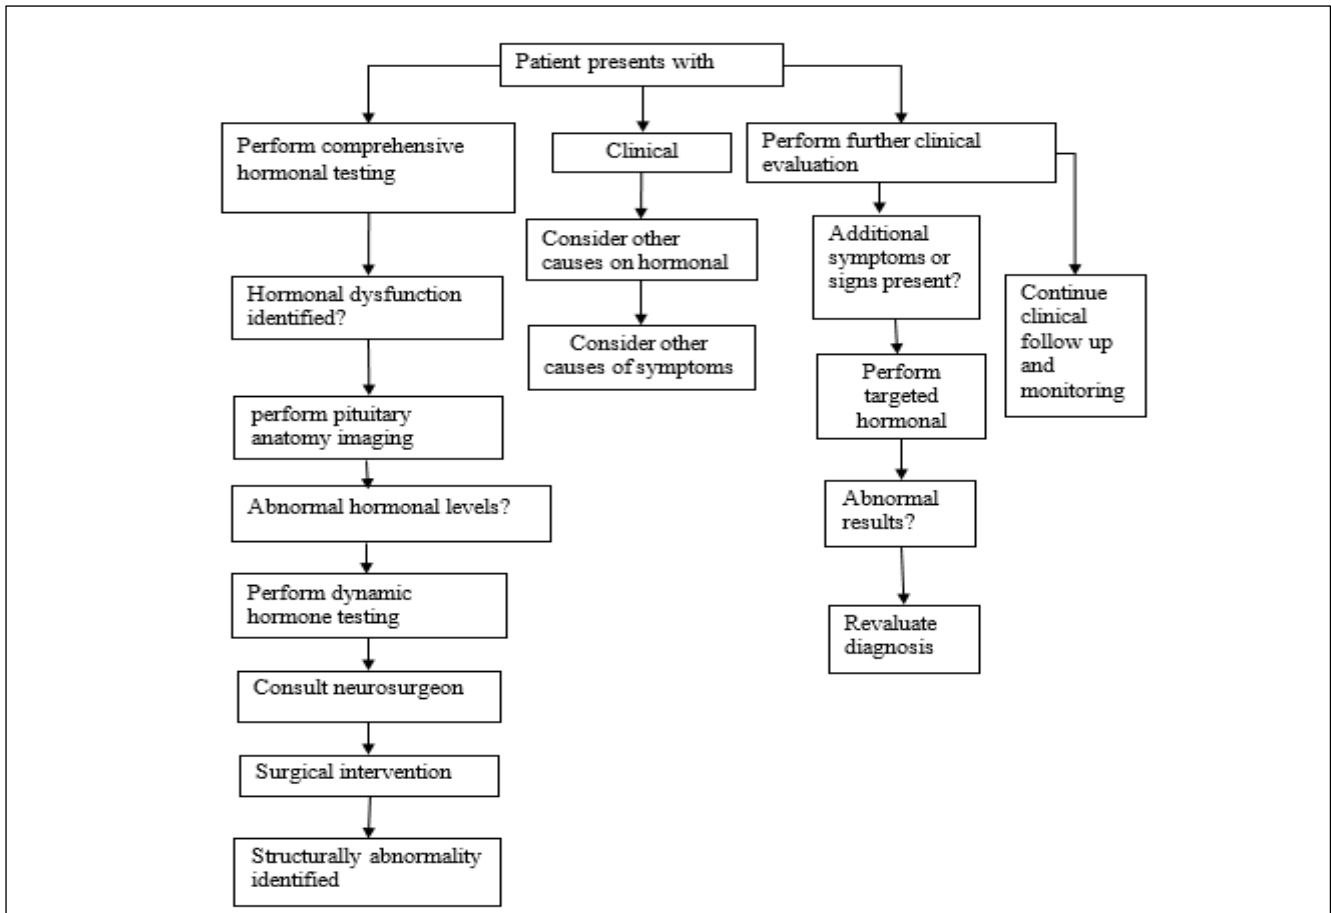 Patient presents with
Perform comprehensive
hormonal testing
Hormonal dysfunction
identified?
perform pituitary
anatomy imaging
Abnormal hormonal levels?
Perform dynamic
hormone testing
Consult neurosurgeon
Surgical intervention
Structurally abnormality
identified
Clinical
Consider other
causes on hormonal
Consider other
causes of symptoms
Perform further clinical
evaluation
Additional
symptoms or
signs present?
Perform
targeted
hormonal
Abnormal
results?
Revaluate
diagnosis
Continue
clinical
follow up
and
monitoring